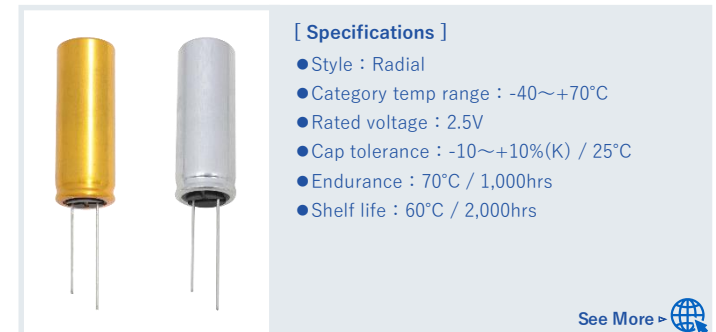 [ Specifications ]
●Style：Radial
●Category temp range：-40～+70°C
●Rated voltage：2.5V
●Cap tolerance：-10～+10%(K) / 25°C
●Endurance：70°C / 1,000hrs
●Shelf life：60°C / 2,000hrs
See More ▹